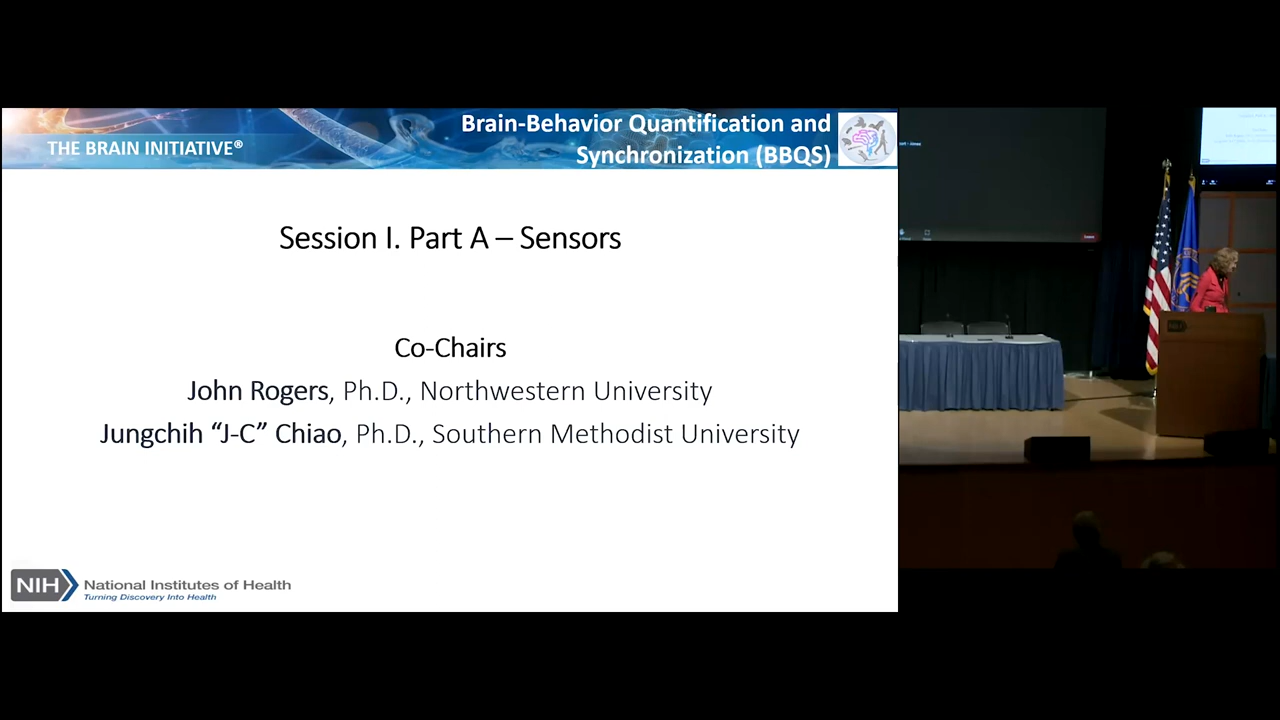 THE BRAIN INITIATIVE®
Brain-Behavior Quantification and
Synchronization (BBQS)
Session I. Part A – Sensors
Co-Chairs
John Rogers, Ph.D., Northwestern University
Jungchih “J-C” Chiao, Ph.D., Southern Methodist University
NIH
National Institutes of Health
Turning Discovery Into Health
NIH